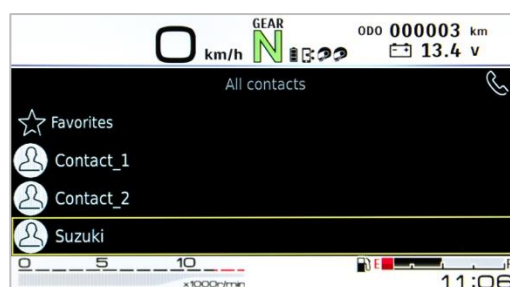 GEAR
0 km/h N
ODO 000003 km
13.4 V
All contacts
Favorites
Contact_1
Contact_2
Suzuki
0 5 10
×1000r/min
E F
11:06